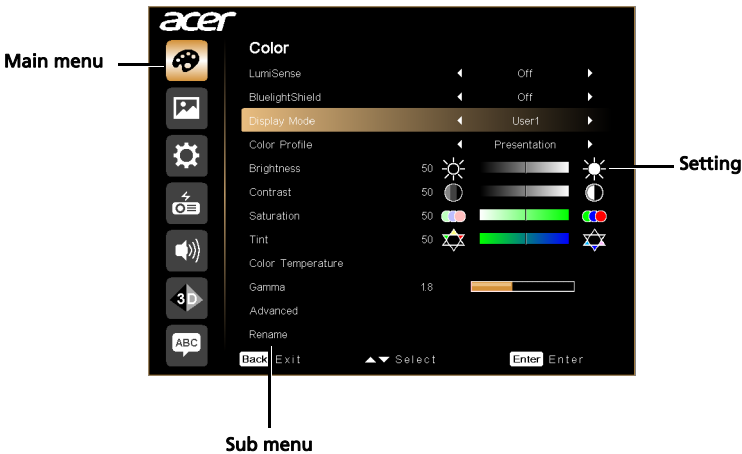 acer
Color
Main menu
LumiSense Off
BluelightShield Off
Display Mode User1
Color Profile Presentation
Brightness 50
Setting
Contrast 50
Saturation 50
Tint 50
Color Temperature
Gamma 1.8
3D
Advanced
Rename
ABC
Back Exit Select Enter Enter
Sub menu